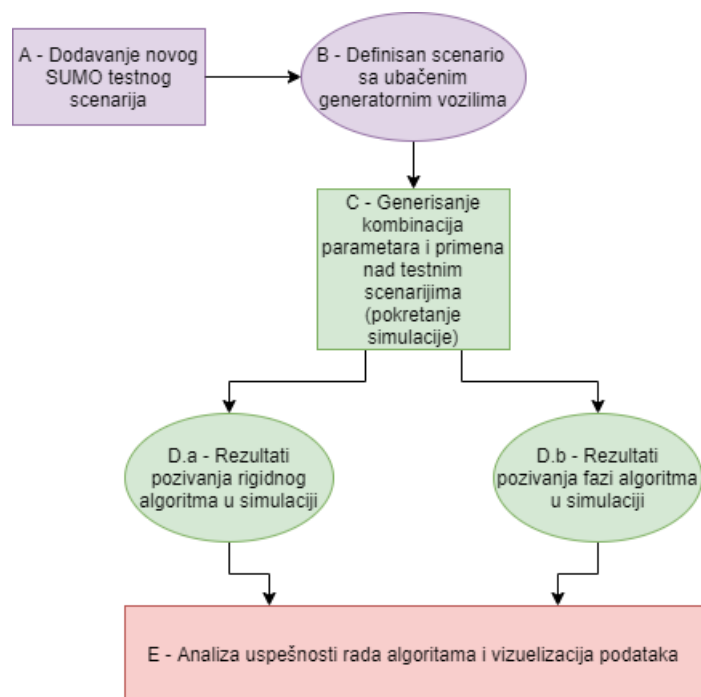 A - Dodavanje novog
SUMO testnog
scenarija
B - Definisan scenario
sa ubačenim
generatornim vozilima
C - Generisanje
kombinacija
parametara i primena
nad testnim
scenarijima
(pokretanje
simulacije)
D.a - Rezultati
pozivanja rigidnog
algoritma u simulaciji
D.b - Rezultati
pozivanja fazi algoritma
u simulaciji
E - Analiza uspešnosti rada algoritama i vizuelizacija podataka